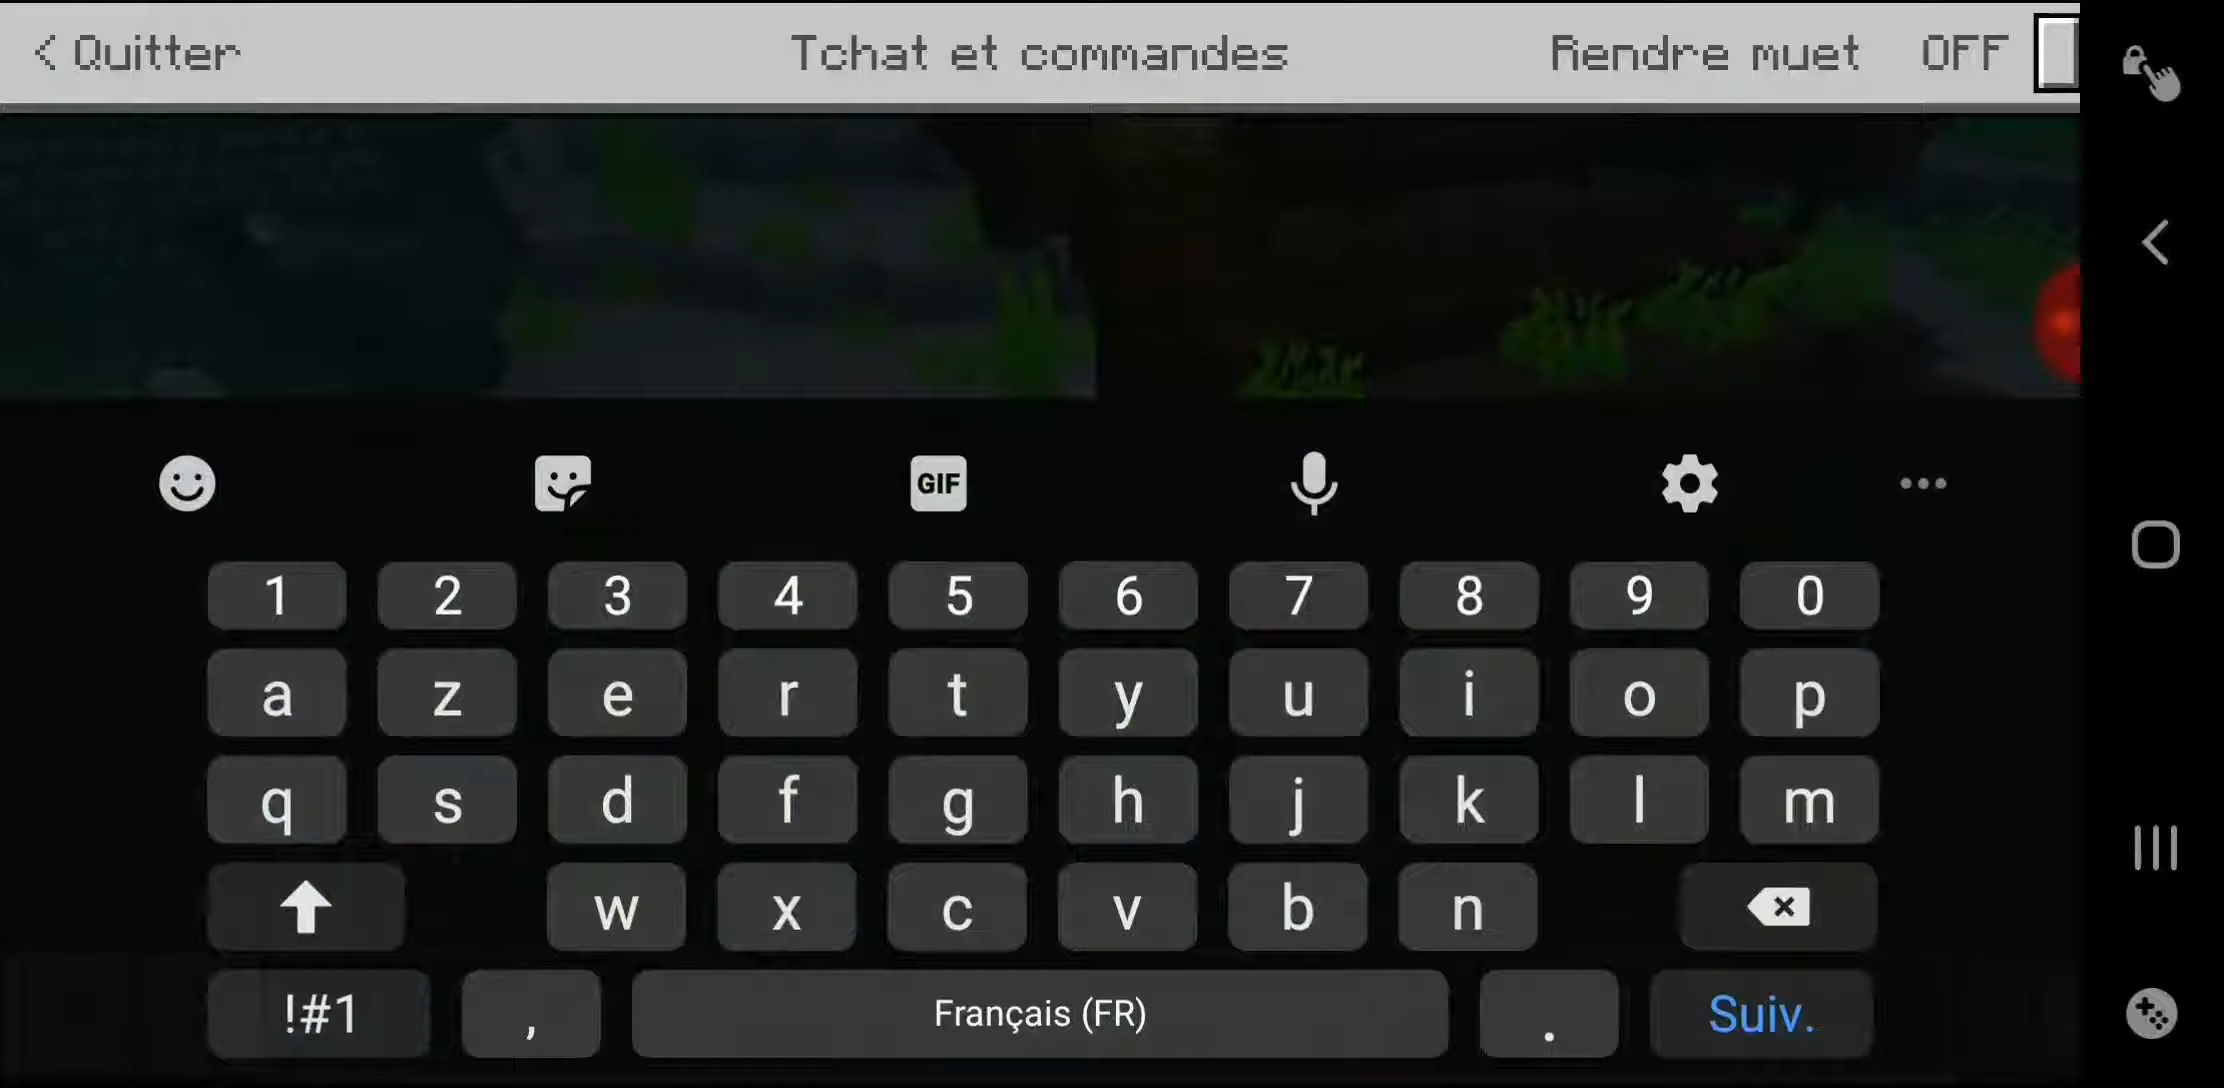 < Quitter Tchat et commandes Rendre muet OFF
GIF
1 2 3 4 5 6 7 8 9 0
a z e r t y u i o p
q s d f g h j k l m
w x c v b n
!#1 , Français (FR) . Suiv.